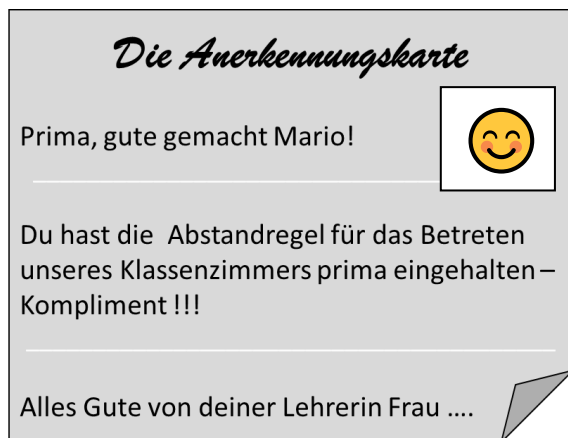 Die Anerkennungskarte
Prima, gute gemacht Mario!
Du hast die  Abstandregel für das Betreten
unseres Klassenzimmers prima eingehalten –
Kompliment !!!
Alles Gute von deiner Lehrerin Frau ....